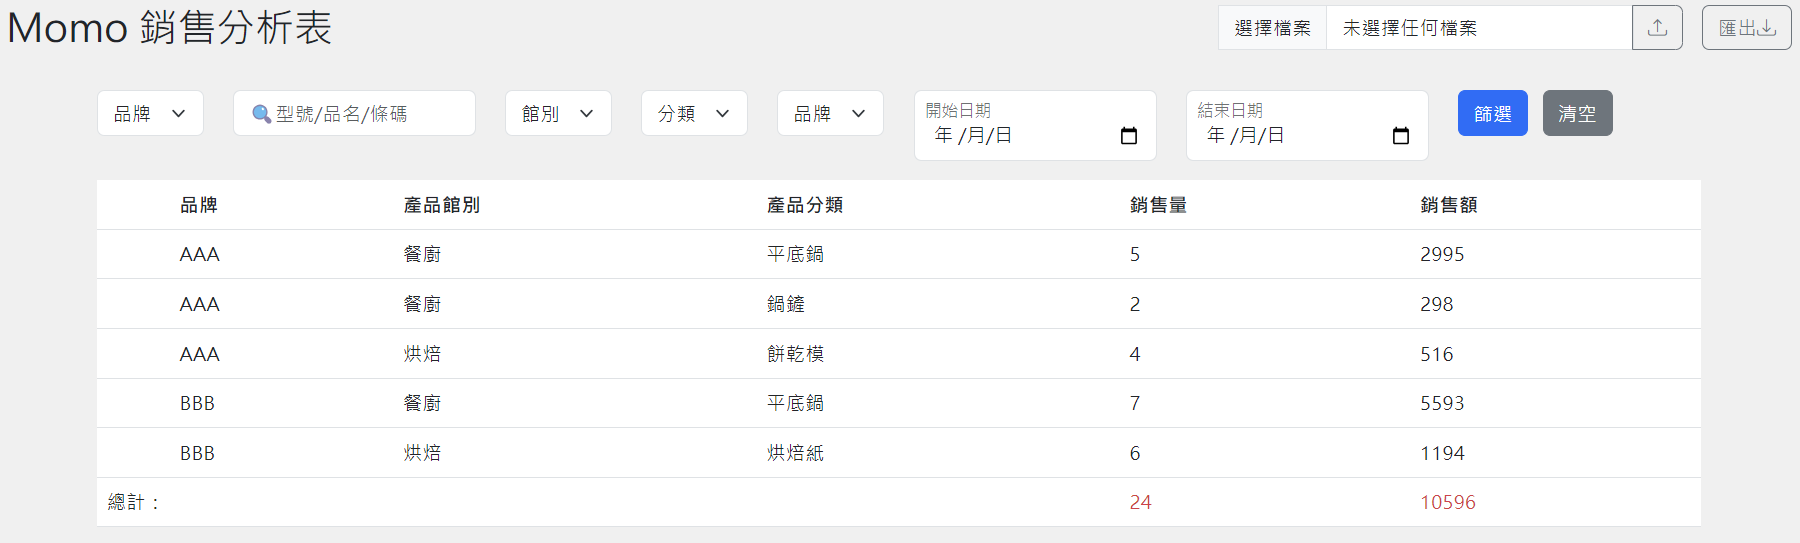 Momo 銷售分析表
選擇檔案 未選擇任何檔案 匯出
品牌 型號/品名/條碼 館別 分類 品牌 開始日期 結束日期 篩選 清空
年 /月/日 年 /月/日
品牌 產品館別 產品分類 銷售量 銷售額
AAA 餐廚 平底鍋 5 2995
AAA 餐廚 鍋鏟 2 298
AAA 烘焙 餅乾模 4 516
BBB 餐廚 平底鍋 7 5593
BBB 烘焙 烘焙紙 6 1194
總計： 24 10596